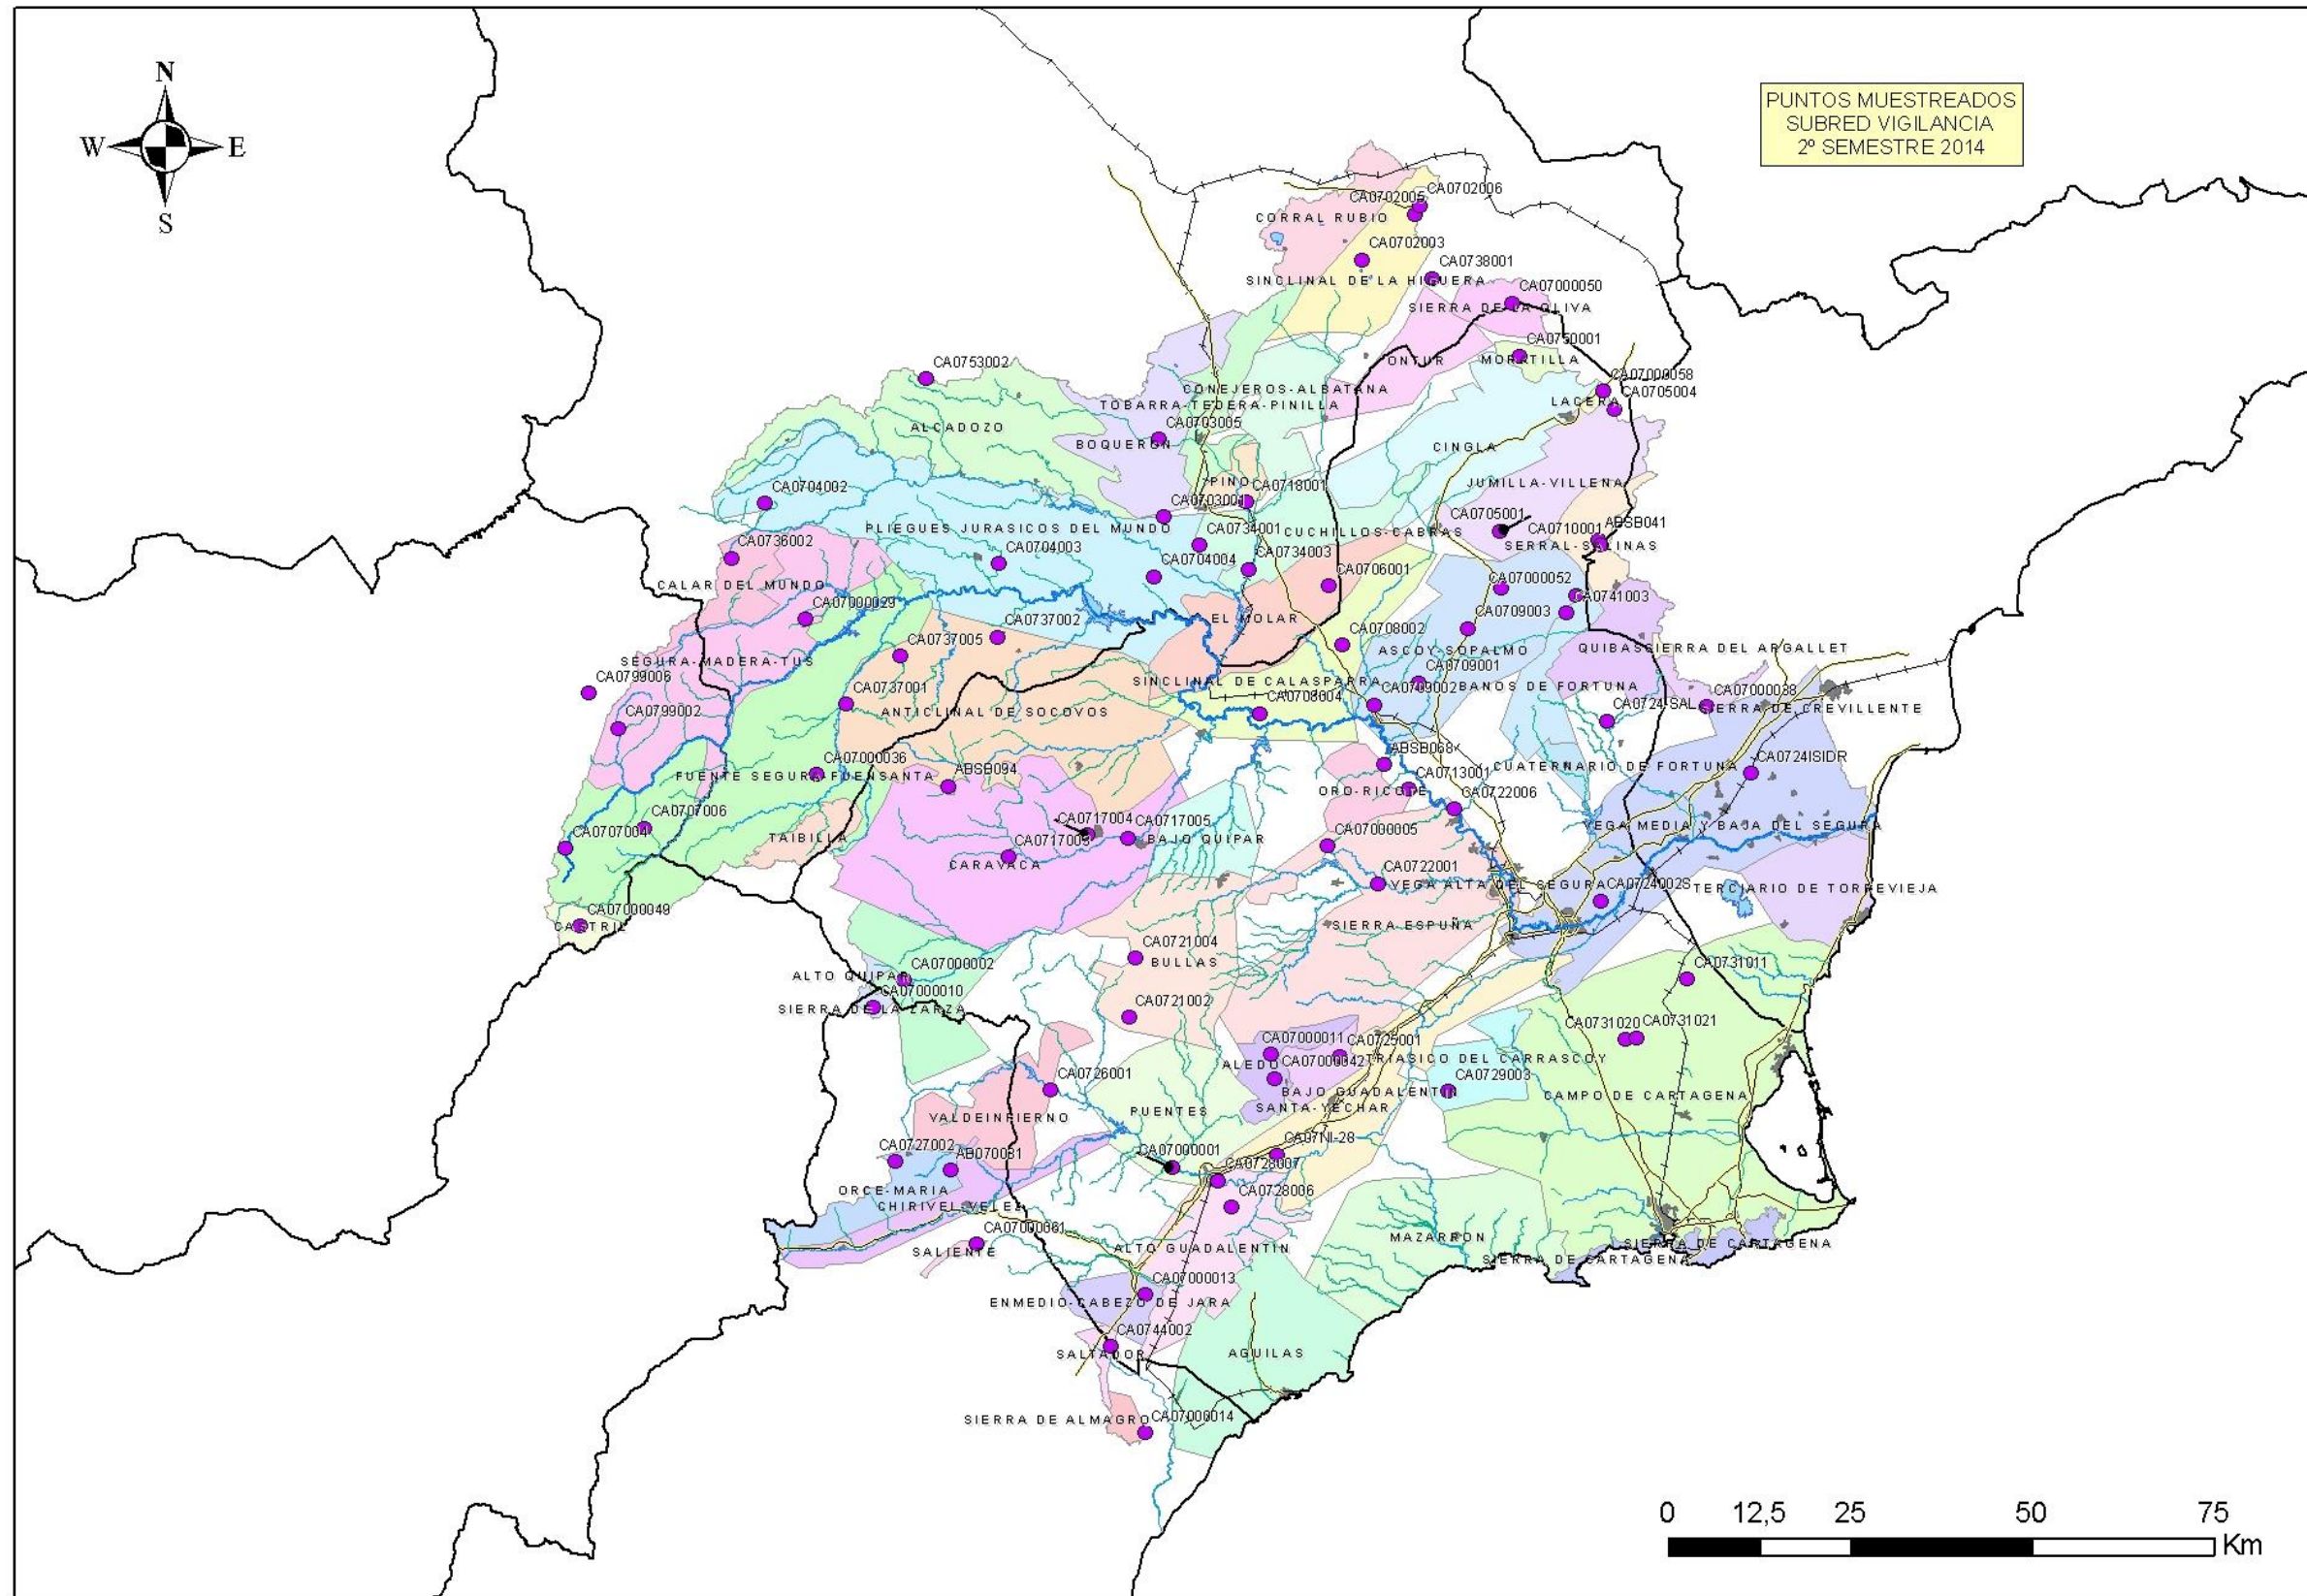 N
W
E
S
PUNTOS MUESTREADOS
SUBRED VIGILANCIA
2º SEMESTRE 2014
CA0702006
CA0702005
CORRAL RUBIO
CA0702003
CA0738001
SINCLINAL DE LA HIGUERA
CA07000050
SIERRA DE LA OLIVA
CA0750001
ONTUR
MORATILLA
CA0753002
CA07000058
CONEJEROS-ALBATANA
CA0705004
TOBARRA-TEDERA-PINILLA
LACERA
ALCADOZO
CA0703005
BOQUERON
CINGLA
PINO
CA0718001
JUMILLA-VILLENA
CA0704002
CA0703001
CA0705001
CA0710001
ABSB041
PLIEGUES JURASICOS DEL MUNDO
CA0734001
CUCHILLOS-CABRAS
SERRAL-SALINAS
CA0736002
CA0704003
CA0704004
CA0734003
CA0706001
CALAR DEL MUNDO
CA07000052
CA07000029
CA0709003
CA0741003
EL MOLAR
CA0737005
CA0737002
CA0708002
ASCOY-SOPALMO
QUIBAS
SIERRA DEL ARGALLET
SEGURA-MADERA-TUS
CA0799006
CA0709001
SINCLINAL DE CALASPARRA
BANOS DE FORTUNA
CA0737001
CA0708004
CA0709002
CA0724-SAL
CA07000038
ANTICLINAL DE SOCOVOS
SIERRA DE CREVILLENTE
CA0799002
CA07000036
ABSB068
CA0724ISIDR
FUENTE SEGURA-FUENSANTA
ABSB094
CUATERNARIO DE FORTUNA
CA0713001
ORO-RICOTE
CA0722006
CA0707006
CA0707004
TAIBILLA
CA0717004
CA0717005
BAJO QUIPAR
CA07000005
VEGA MEDIA Y BAJA DEL SEGURA
CA0717003
CARAVACA
CA0722001
VEGA ALTA DEL SEGURA
CA0724002S
TERCIARIO DE TORREVIEJA
CA07000049
CASTRIL
SIERRA ESPUÑA
CA0721004
BULLAS
ALTO QUIPAR
CA07000002
CA0731011
CA07000010
SIERRA DE LA ZARZA
CA0721002
CA0731020
CA0731021
CA07000011
CA0725001
ALEDO
CA07000042
TRIASICO DEL CARRASCOY
CA0726001
CA0729003
BAJO GUADALENTIN
CAMPO DE CARTAGENA
SANTA-YECHAR
VALDEINFIERNO
PUENTES
CA07NI-28
CA07000001
CA0727002
AB070031
CA0728007
ORCE-MARIA
CA0728006
CHIRIVEL-VELEZ
CA07000061
SALIENTE
ALTO GUADALENTIN
MAZARRON
SIERRA DE CARTAGENA
SIERRA DE CARTAGENA
CA07000013
ENMEDIO-CABEZO DE JARA
CA0744002
SALTADOR
AGUILAS
SIERRA DE ALMAGRO
CA07000014
0 12,5 25 50 75
Km